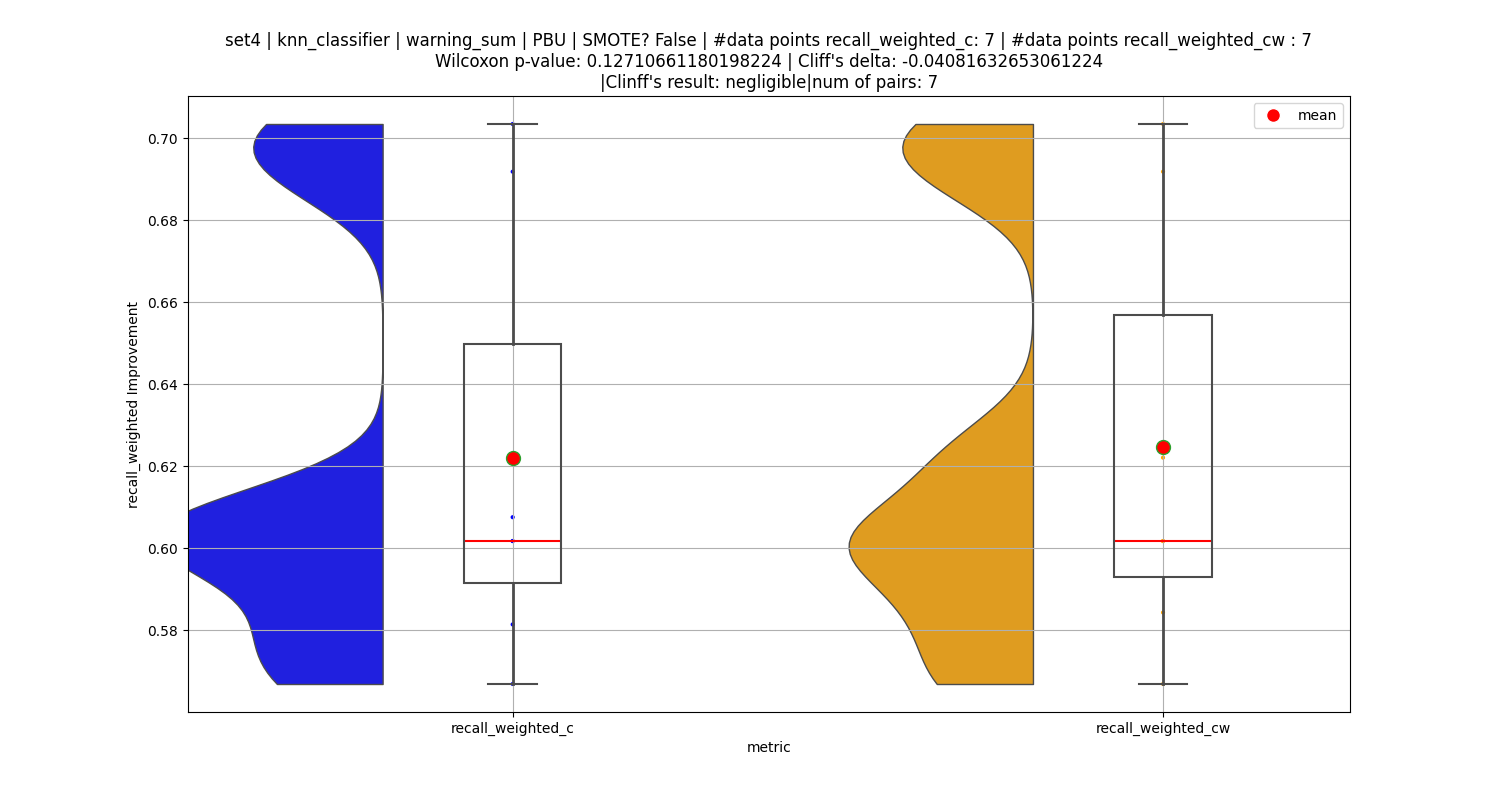 set4 | knn_classifier | warning_sum | PBU | SMOTE? False | #data points recall_weighted_c: 7 | #data points recall_weighted_cw : 7
Wilcoxon p-value: 0.12710661180198224 | Cliff's delta: -0.04081632653061224
|Clinff's result: negligible|num of pairs: 7
mean
0.70
0.68
0.66
0.64
0.62
0.60
0.58
recall_weighted Improvement
recall_weighted_c
recall_weighted_cw
metric